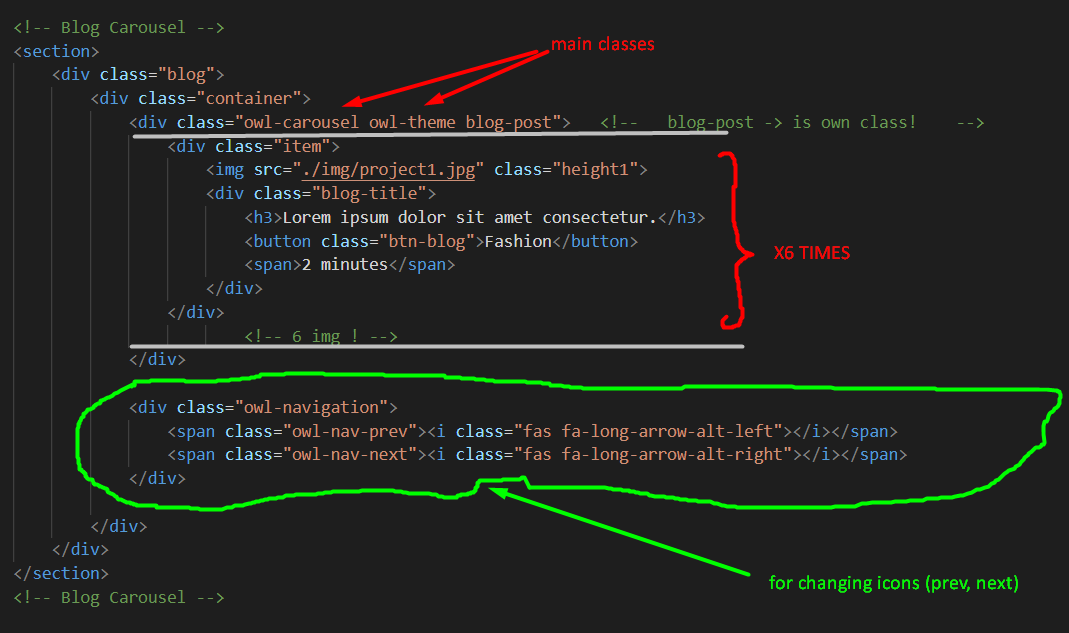 <!-- Blog Carousel -->
main classes
<section>
<div class="blog">
<div class="container">
<div class="owl-carousel owl-theme blog-post"> <!-- blog-post -> is own class! -->
<div class="item">
<img src="./img/project1.jpg" class="height1">
<div class="blog-title">
<h3>Lorem ipsum dolor sit amet consectetur.</h3>
<button class="btn-blog">Fashion</button>
X6 TIMES
<span>2 minutes</span>
</div>
</div>
<!-- 6 img ! -->
</div>
<div class="owl-navigation">
<span class="owl-nav-prev"><i class="fas fa-long-arrow-alt-left"></i></span>
<span class="owl-nav-next"><i class="fas fa-long-arrow-alt-right"></i></span>
</div>
</div>
</div>
</section>
for changing icons (prev, next)
<!-- Blog Carousel -->